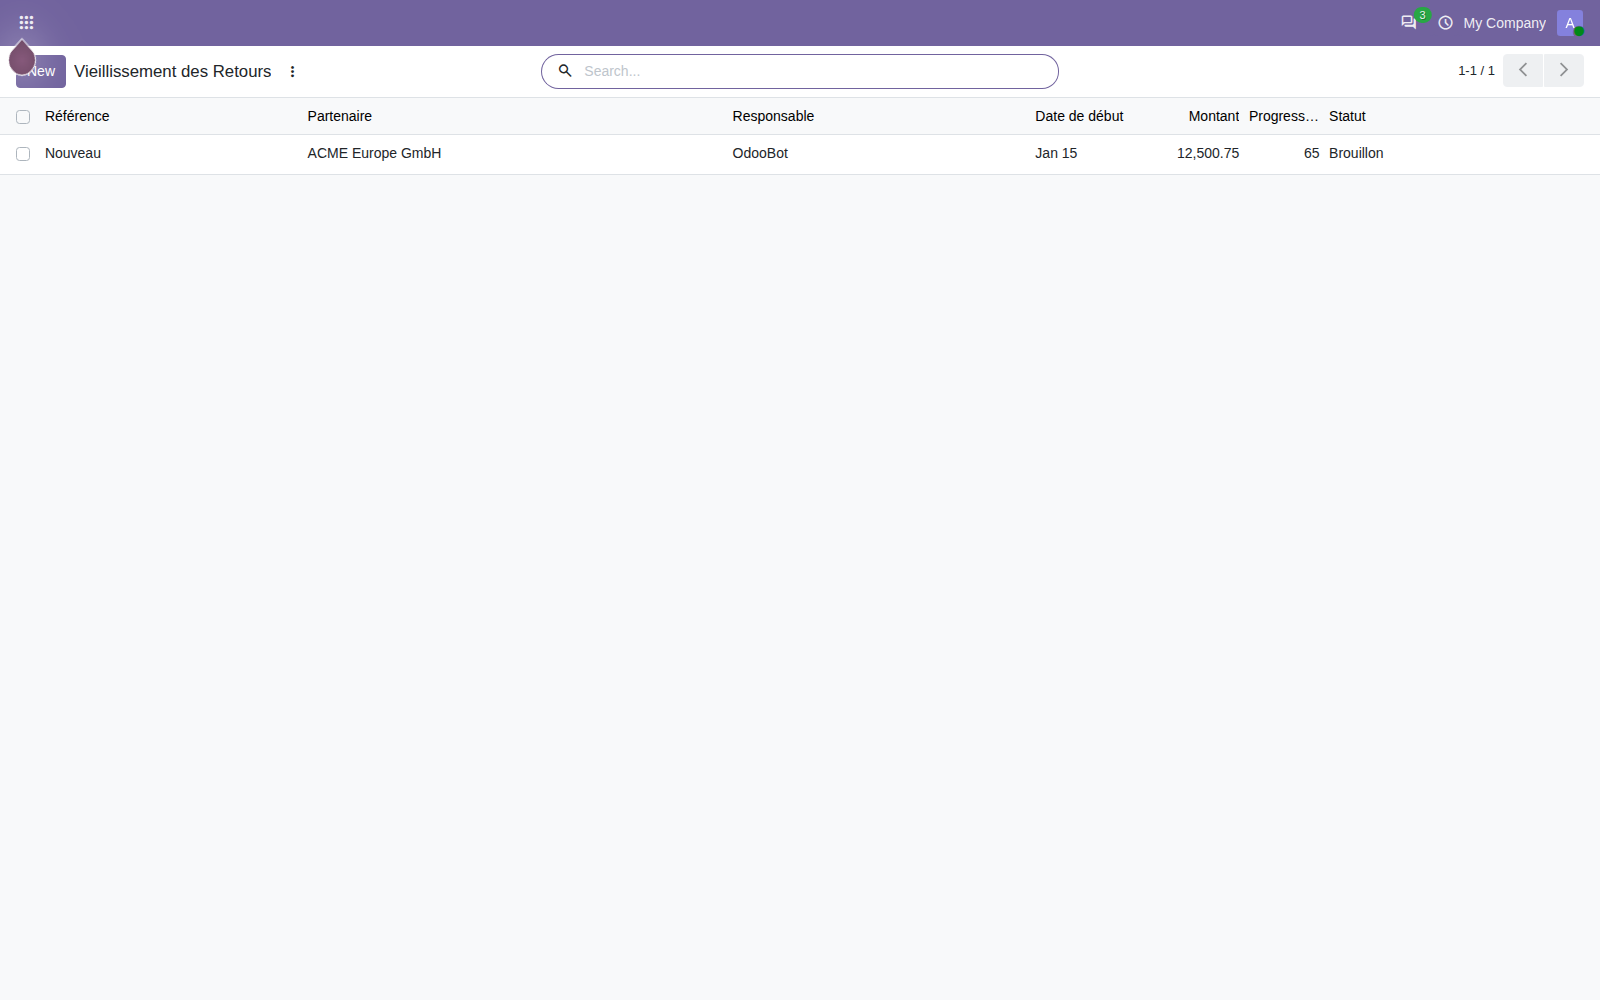 3 My Company A
New Vieillissement des Retours Search... 1-1 / 1
Référence Partenaire Responsable Date de début Montant Progress... Statut
Nouveau ACME Europe GmbH OdooBot Jan 15 12,500.75 65 Brouillon